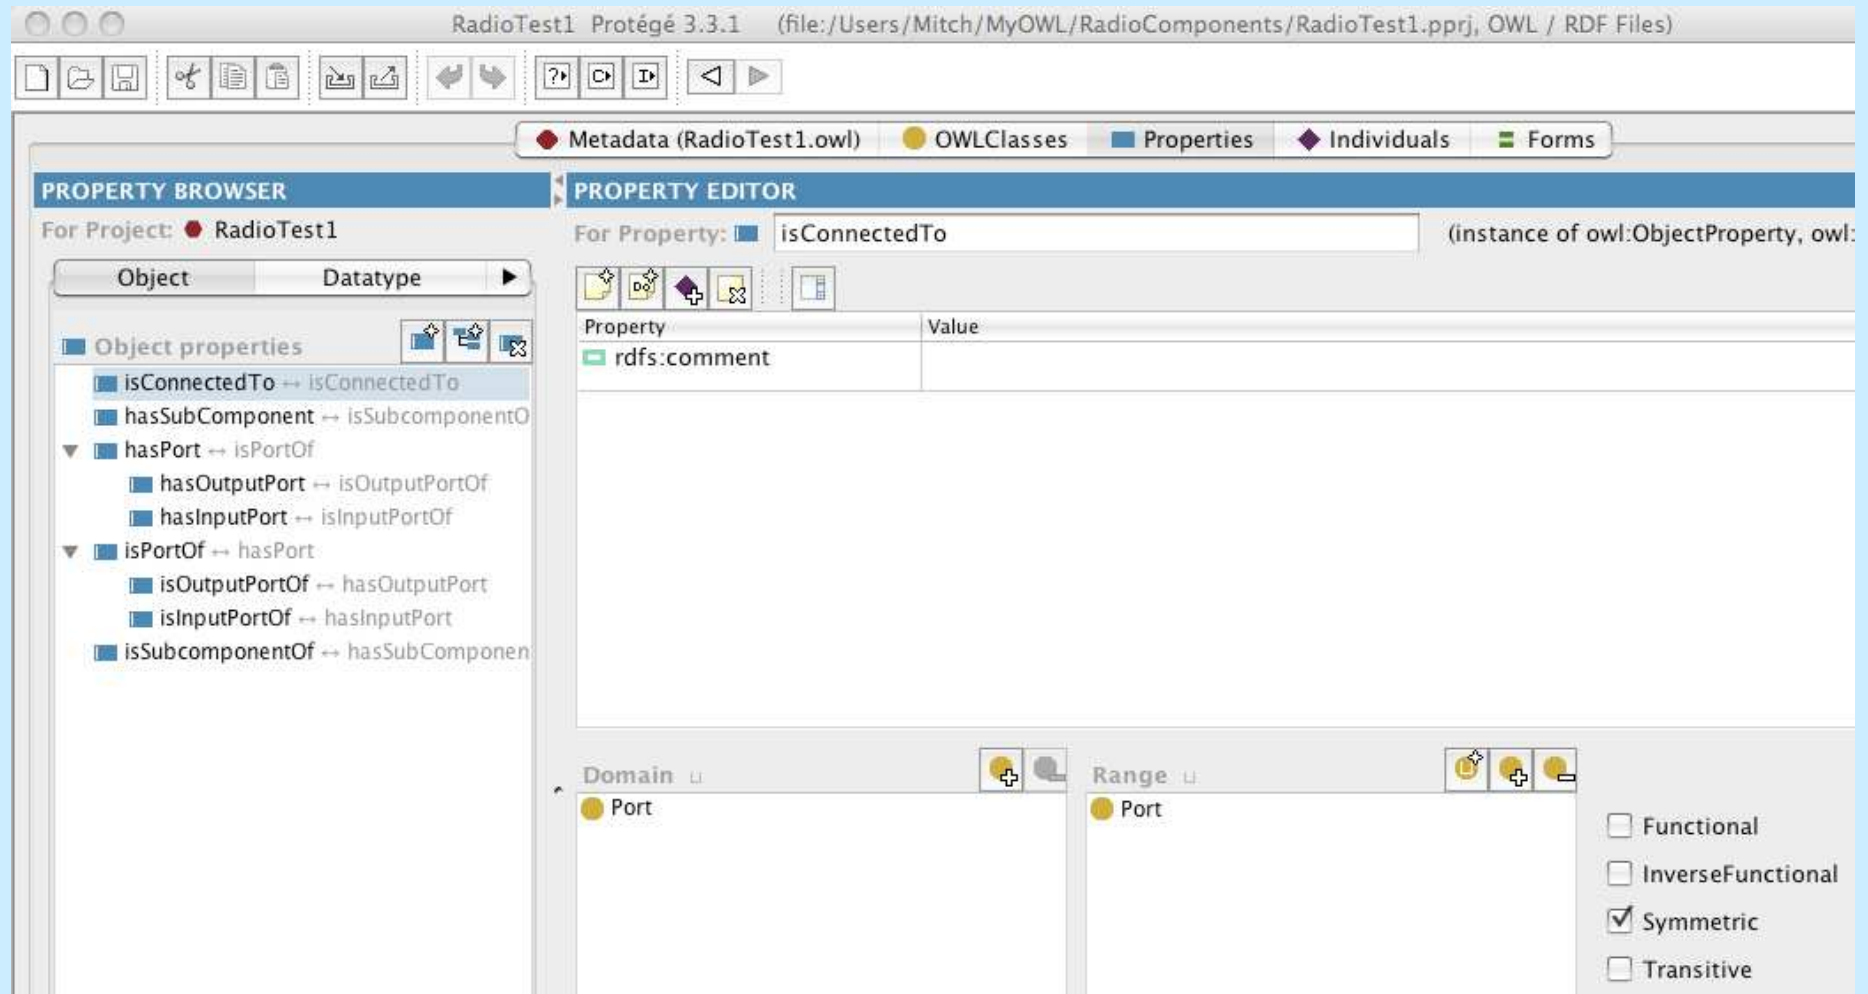 RadioTest1 Protégé 3.3.1 (file:/Users/Mitch/MyOWL/RadioComponents/RadioTest1.pprj, OWL / RDF Files)
Metadata (RadioTest1.owl) OWLClasses Properties Individuals Forms
PROPERTY BROWSER
For Project: RadioTest1
Object Datatype
Object properties
isConnectedTo ↔ isConnectedTo
hasSubComponent ↔ isSubcomponentO
hasPort ↔ isPortOf
hasOutputPort ↔ isOutputPortOf
hasInputPort ↔ isInputPortOf
isPortOf ↔ hasPort
isOutputPortOf ↔ hasOutputPort
isInputPortOf ↔ hasInputPort
isSubcomponentOf ↔ hasSubComponen
PROPERTY EDITOR
For Property: isConnectedTo (instance of owl:ObjectProperty, owl:
Property Value
rdfs:comment
Domain
Port
Range
Port
Functional
InverseFunctional
Symmetric
Transitive